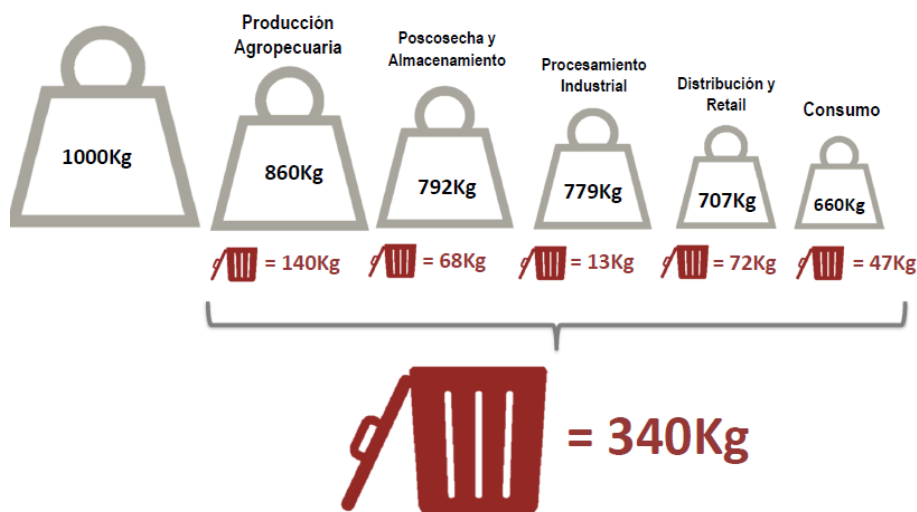 Producción
Agropecuaria
Poscosecha y
Almacenamiento
Procesamiento
Industrial
Distribución y
Retail
Consumo
1000Kg
860Kg
792Kg
779Kg
707Kg
660Kg
= 140Kg
= 68Kg
= 13Kg
= 72Kg
= 47Kg
= 340Kg